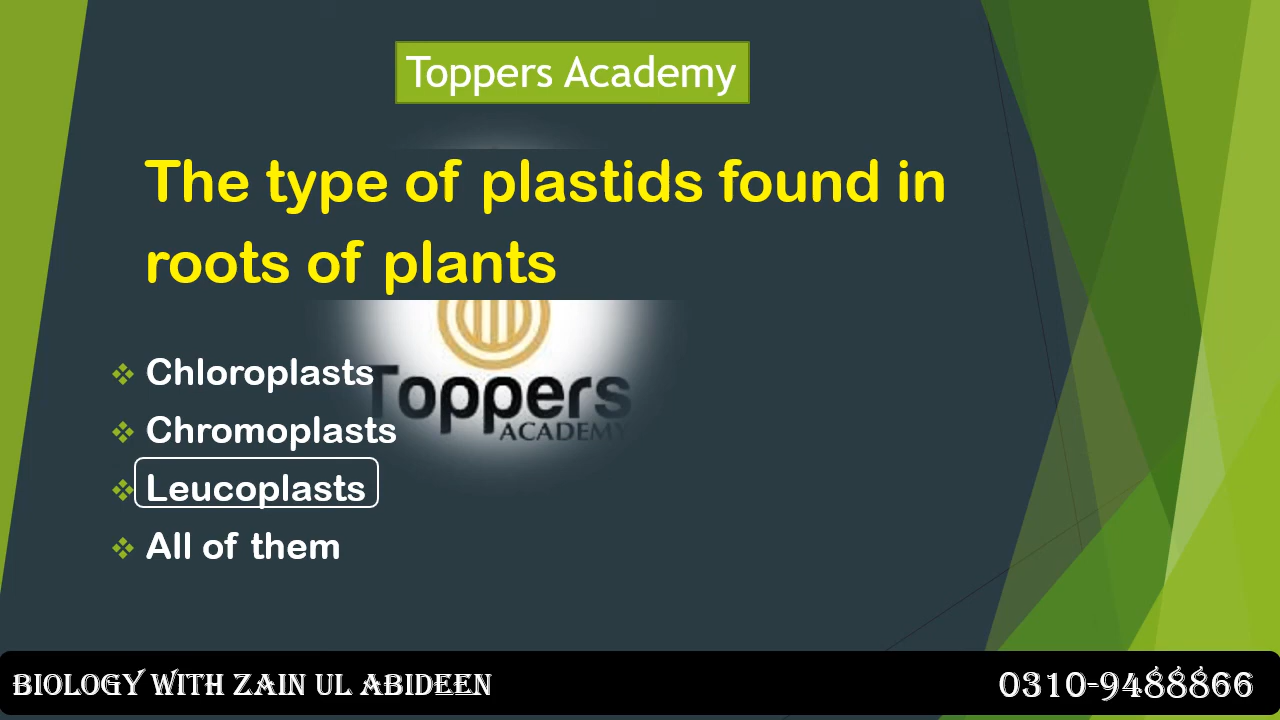 Toppers Academy
The type of plastids found in
roots of plants
Chloroplasts
Toppers
ACADEMY
Chromoplasts
Leucoplasts
All of them
BIOLOGY WITH ZAIN UL ABIDEEN
0310-9488866